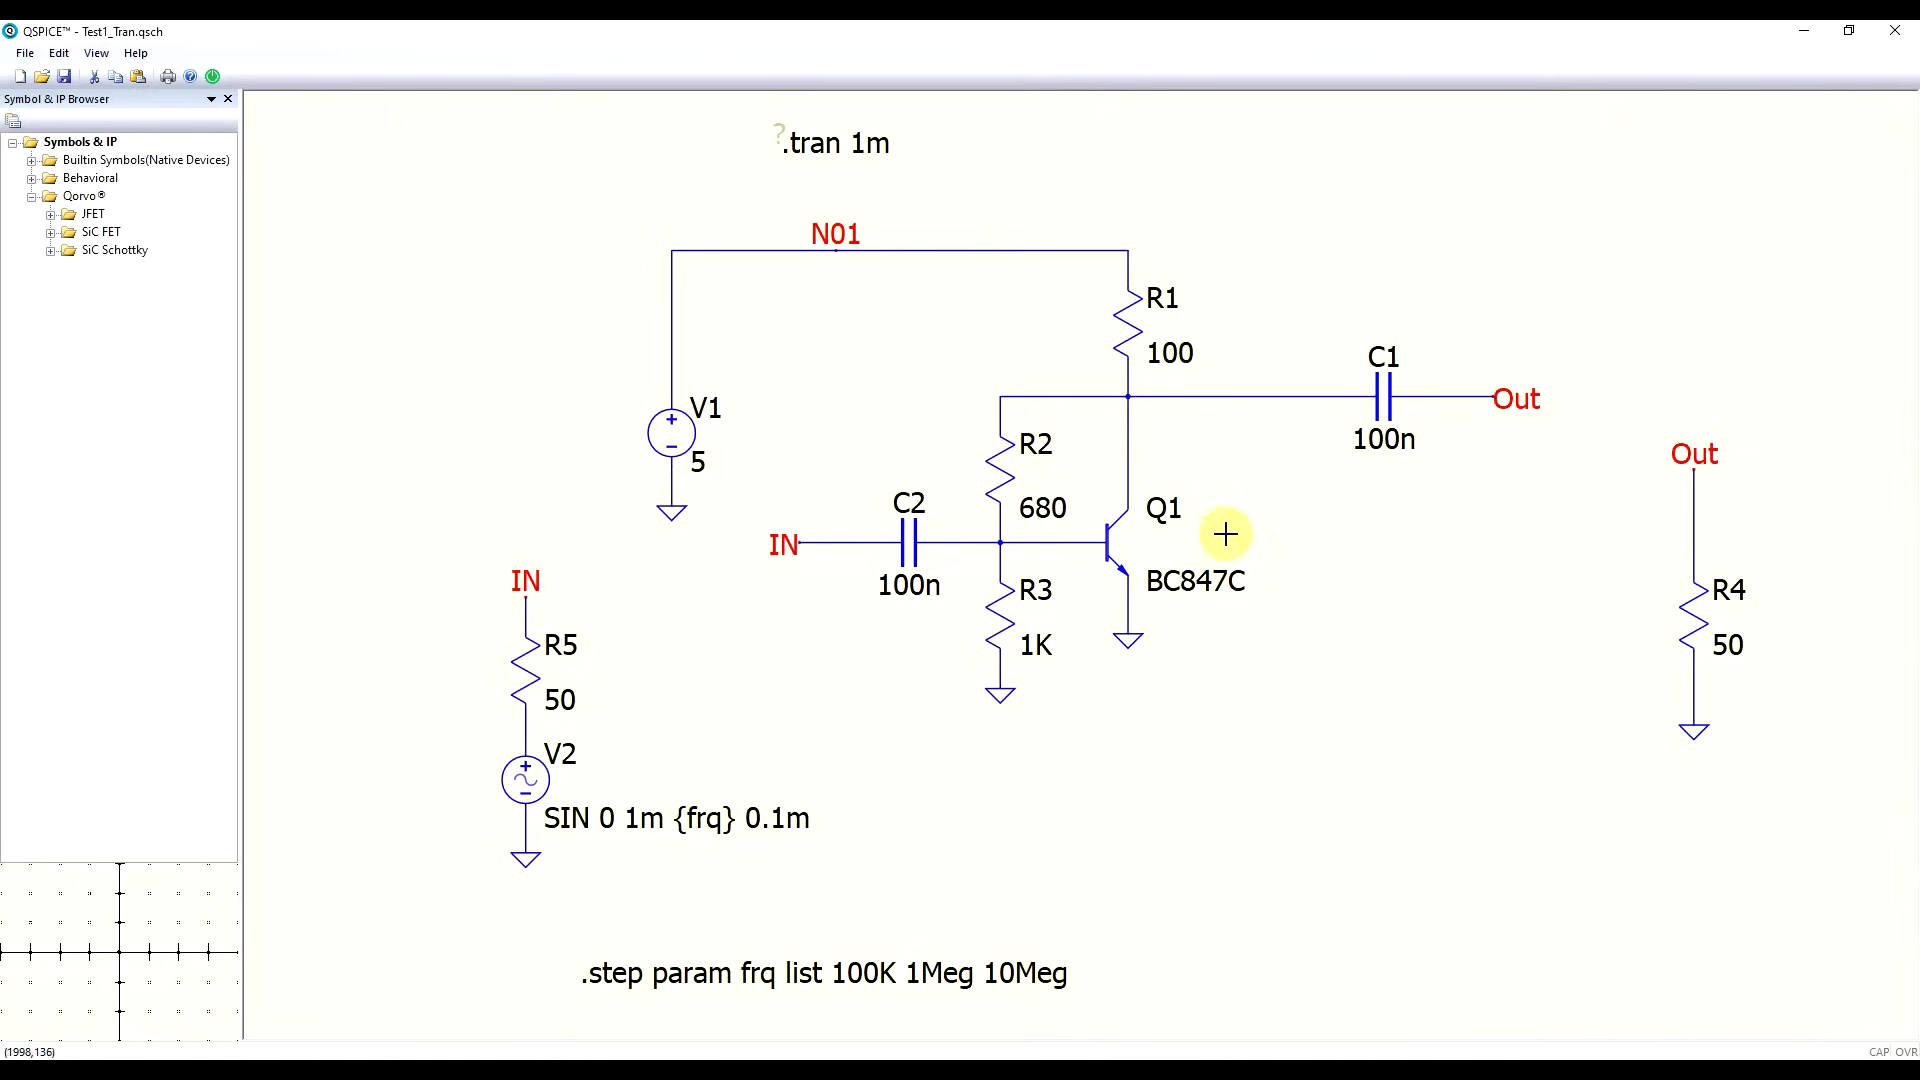 QSPICE™ - Test1_Tran.qsch
File Edit View Help
Symbol & IP Browser
Symbols & IP
Builtin Symbols(Native Devices)
Behavioral
Qorvo®
JFET
SiC FET
SiC Schottky
?
.tran 1m
N01
R1
100
C1
100n
Out
V1
5
R2
680
C2
100n
IN
Q1
BC847C
Out
R4
50
IN
R5
50
R3
1K
V2
SIN 0 1m {frq} 0.1m
.step param frq list 100K 1Meg 10Meg
(1998,136)
CAP OVR